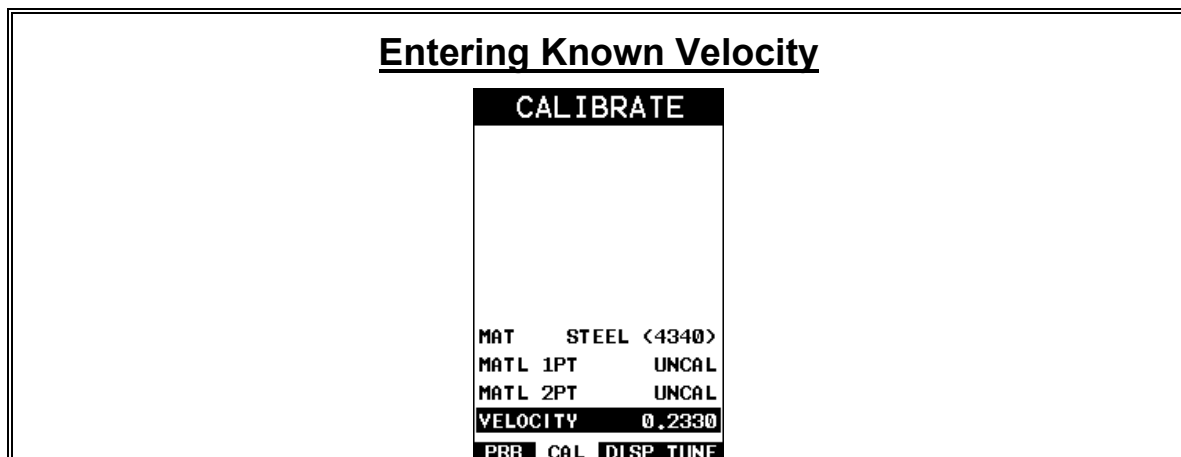 Entering Known Velocity
CALIBRATE
MAT STEEL (4340)
MATL 1PT UNCAL
MATL 2PT UNCAL
VELOCITY 0.2330
PRB CAL DISP TUNE